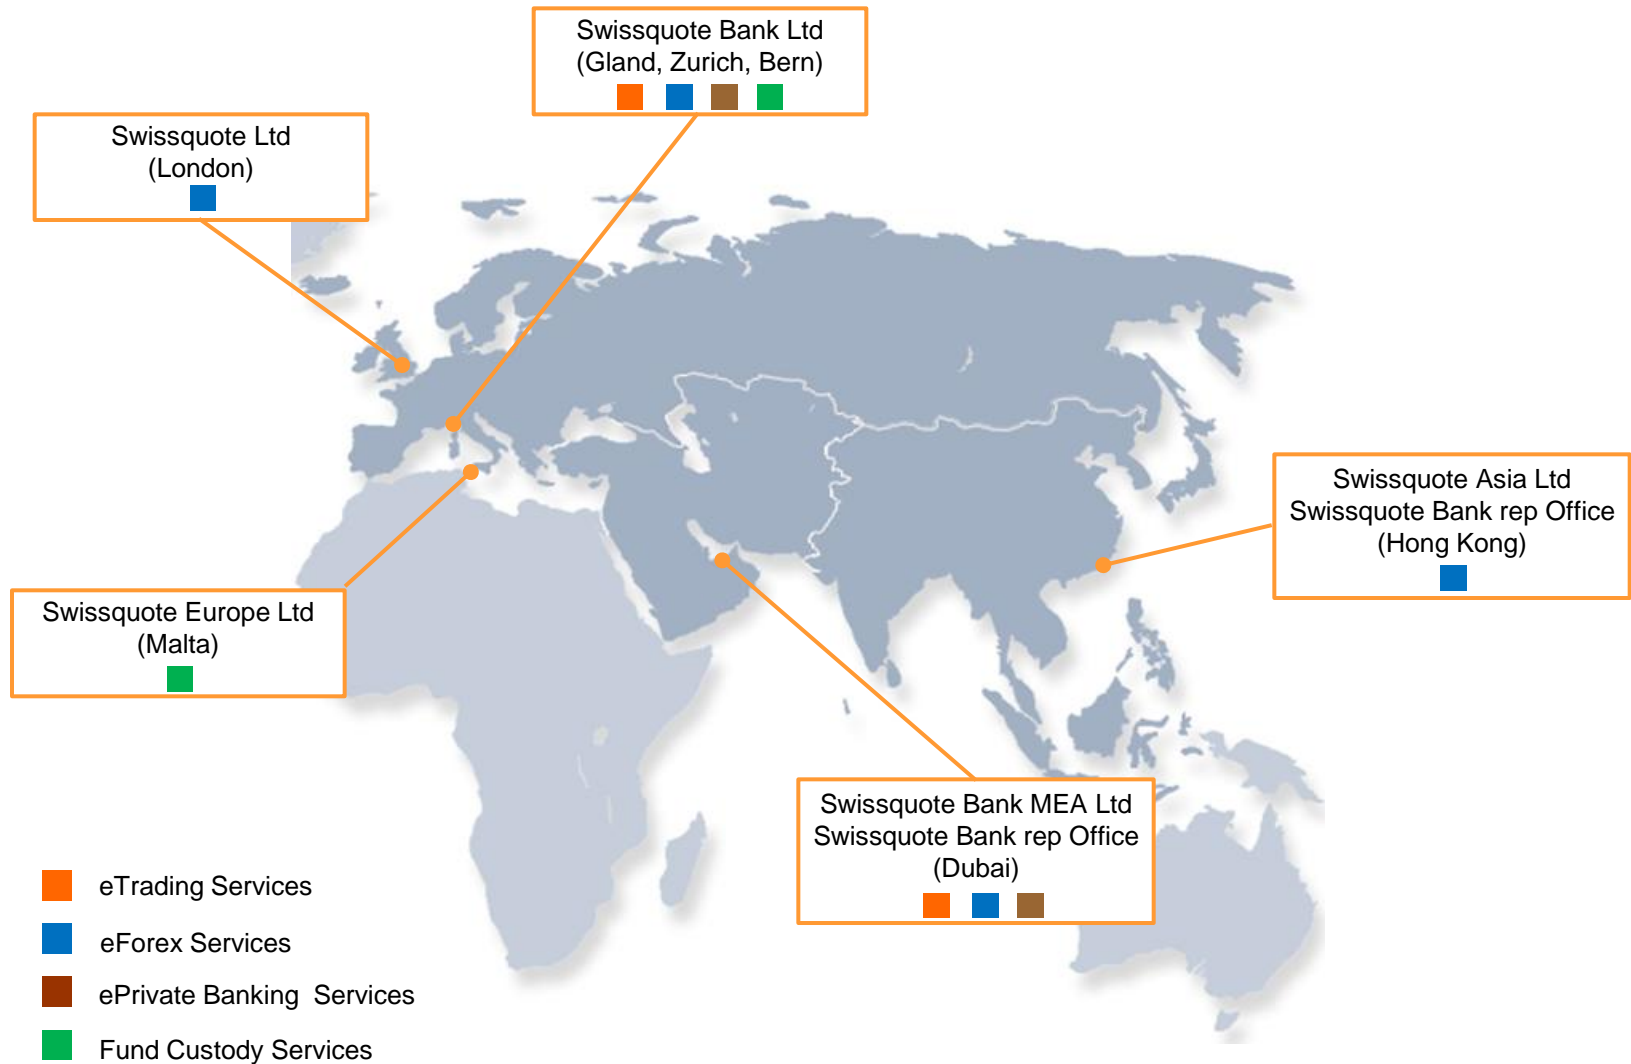 Swissquote Bank Ltd
(Gland, Zurich, Bern)
Swissquote Ltd
(London)
Swissquote Asia Ltd
Swissquote Bank rep Office
(Hong Kong)
Swissquote Europe Ltd
(Malta)
Swissquote Bank MEA Ltd
Swissquote Bank rep Office
(Dubai)
eTrading Services
eForex Services
ePrivate Banking  Services
Fund Custody Services